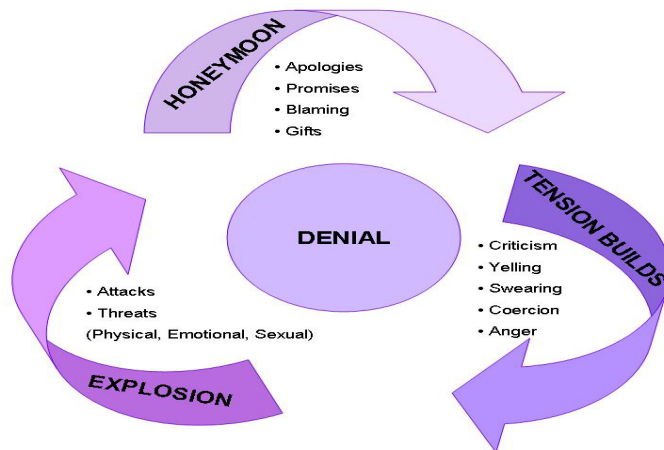 HONEYMOON
• Apologies
• Promises
• Blaming
• Gifts
TENSION BUILDS
• Criticism
• Yelling
• Swearing
• Coercion
• Anger
DENIAL
• Attacks
• Threats
(Physical, Emotional, Sexual)
EXPLOSION